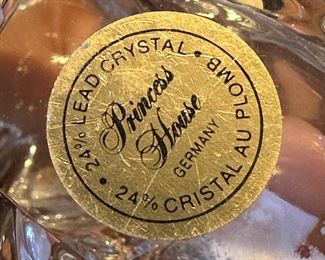 24% LEAD CRYSTAL •
Princess
House
GERMANY
• 24% CRISTAL AU PLOMB